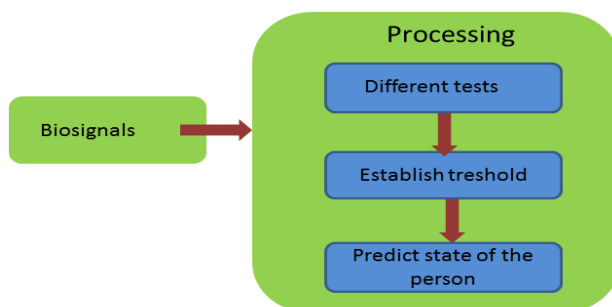 Processing
Different tests
Biosignals
Establish treshold
Predict state of the
person